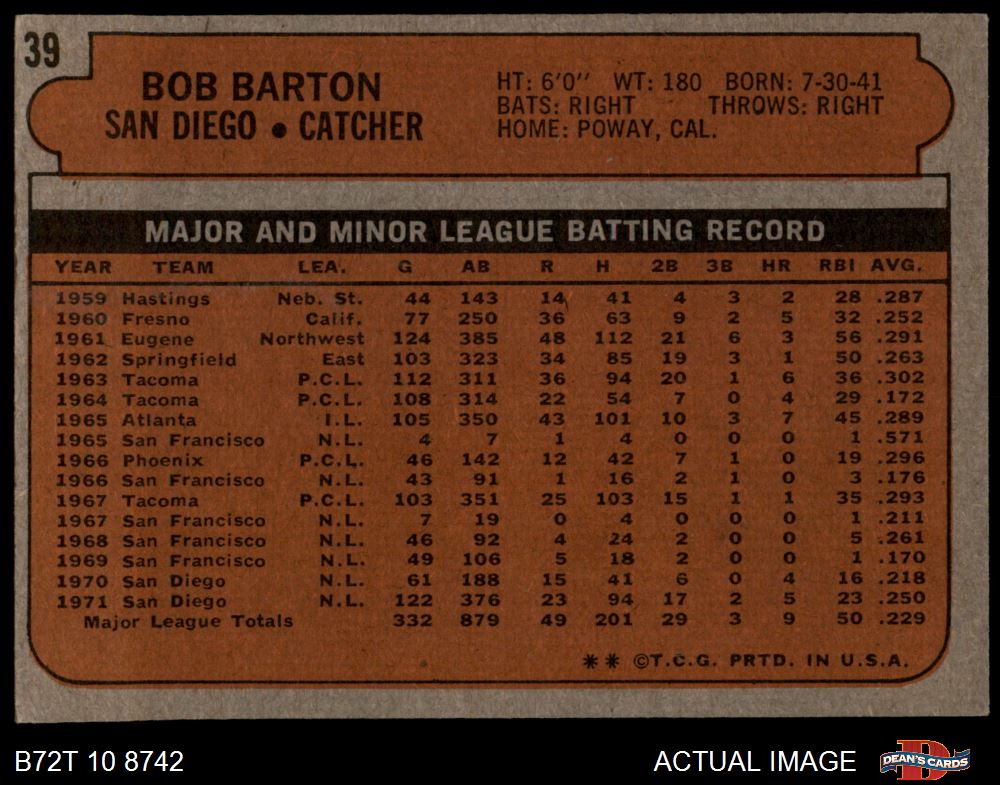 39
BOB BARTON
SAN DIEGO • CATCHER
HT: 6'0" WT: 180 BORN: 7-30-41
BATS: RIGHT THROWS: RIGHT
HOME: POWAY, CAL.
MAJOR AND MINOR LEAGUE BATTING RECORD
YEAR TEAM LEA. G AB R H 2B 3B HR RBI AVG.
1959 Hastings Neb. St. 44 143 14 41 4 3 2 28 .287
1960 Fresno Calif. 77 250 36 63 9 2 5 32 .252
1961 Eugene Northwest 124 385 48 112 21 6 3 56 .291
1962 Springfield East 103 323 34 85 19 3 1 50 .263
1963 Tacoma P.C.L. 112 311 36 94 20 1 6 36 .302
1964 Tacoma P.C.L. 108 314 22 54 7 0 4 29 .172
1965 Atlanta I.L. 105 350 43 101 10 3 7 45 .289
1965 San Francisco N.L. 4 7 1 4 0 0 0 1 .571
1966 Phoenix P.C.L. 46 142 12 42 7 1 0 19 .296
1966 San Francisco N.L. 43 91 1 16 2 1 0 3 .176
1967 Tacoma P.C.L. 103 351 25 103 15 1 1 35 .293
1967 San Francisco N.L. 7 19 0 4 0 0 0 1 .211
1968 San Francisco N.L. 46 92 4 24 2 0 0 5 .261
1969 San Francisco N.L. 49 106 5 18 2 0 0 1 .170
1970 San Diego N.L. 61 188 15 41 6 0 4 16 .218
1971 San Diego N.L. 122 376 23 94 17 2 5 23 .250
Major League Totals 332 879 49 201 29 3 9 50 .229
** ©T.C.G. PRTD. IN U.S.A.
B72T 10 8742
ACTUAL IMAGE
D
DEAN'S CARDS